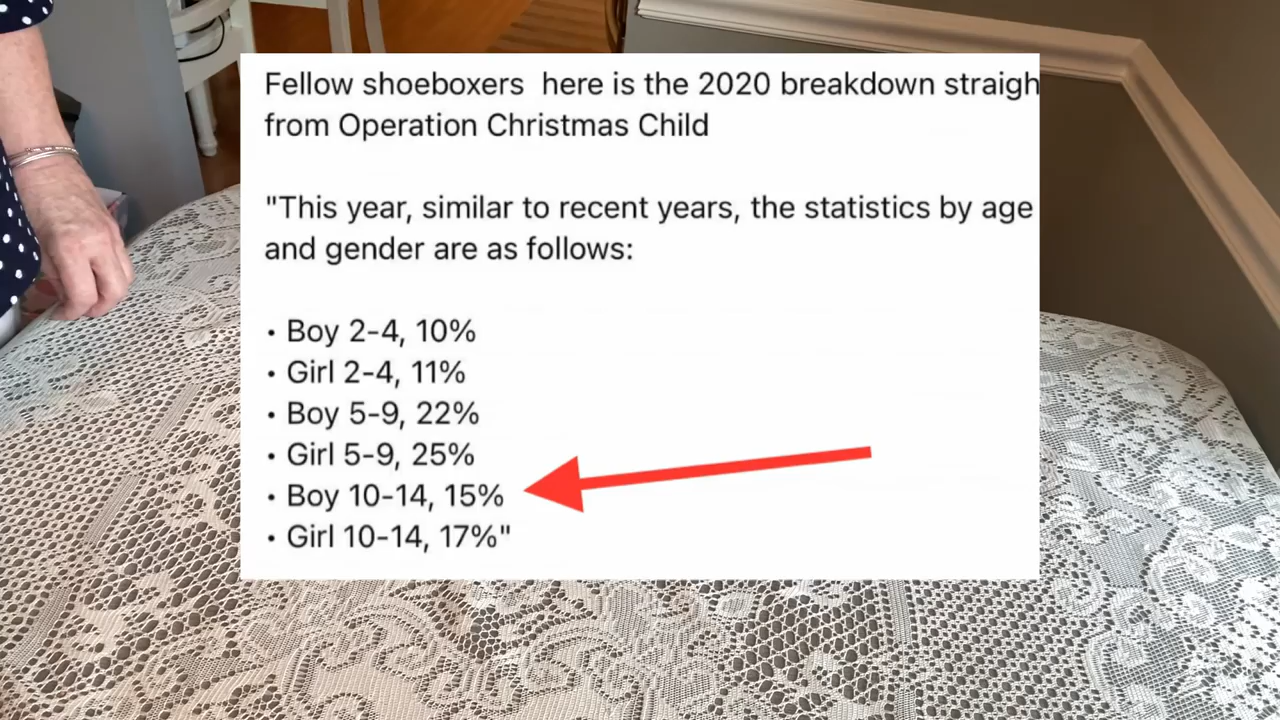 Fellow shoeboxers  here is the 2020 breakdown straigh
from Operation Christmas Child
"This year, similar to recent years, the statistics by age
and gender are as follows:
• Boy 2-4, 10%
• Girl 2-4, 11%
• Boy 5-9, 22%
• Girl 5-9, 25%
• Boy 10-14, 15%
• Girl 10-14, 17%"